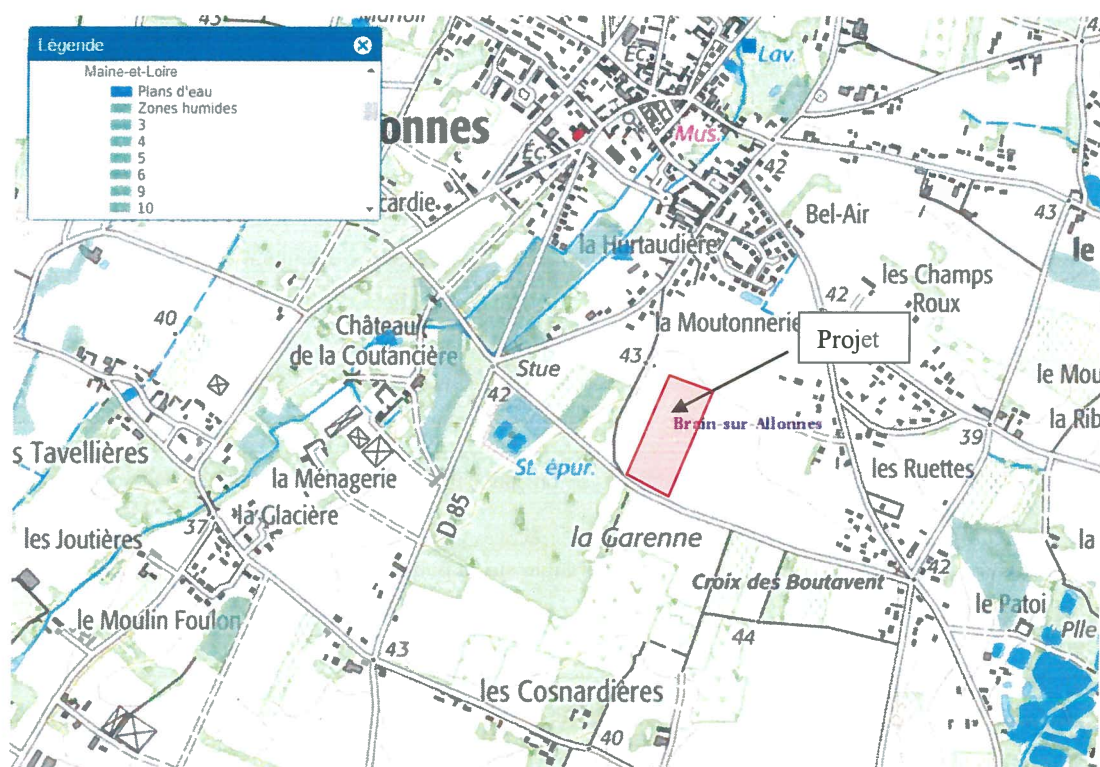 43
Manoir
Légende
Maine-et-Loire
Plans d'eau
Zones humides
3
4
5
6
9
10
EC.
Lav.
onnes
Mus.
EC.
42
cardie
43
Bel-Air
la Hurtaudière
le
les Champs
Roux
42
40
Château
de la Coutancière
la Moutonnerie
Projet
43
Stue
42
le Mou
Brain-sur-Allonnes
la Rib
39
s Tavellières
St. épur.
les Ruettes
la Ménagerie
la Glacière
D 85
37
les Joutières
la Garenne
la
Croix des Boutavent
42
le Moulin Foulon
le Patoi
Plle
44
43
les Cosnardières
40